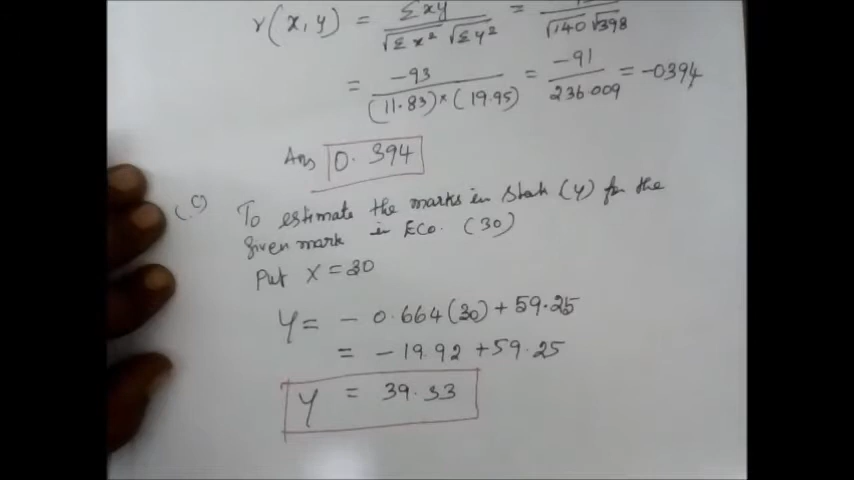 r(x,y) = Σxy / √Σx² √Σy² = / √140 √398
= -93 / (11.83)×(19.95) = -91 / 236.009 = -0394
Ans 0.394
(C) To estimate the marks in Stat (y) for the
given mark in Eco. (30)
Put X = 30
Y = - 0.664(30) + 59.25
= - 19.92 + 59.25
Y = 39.33